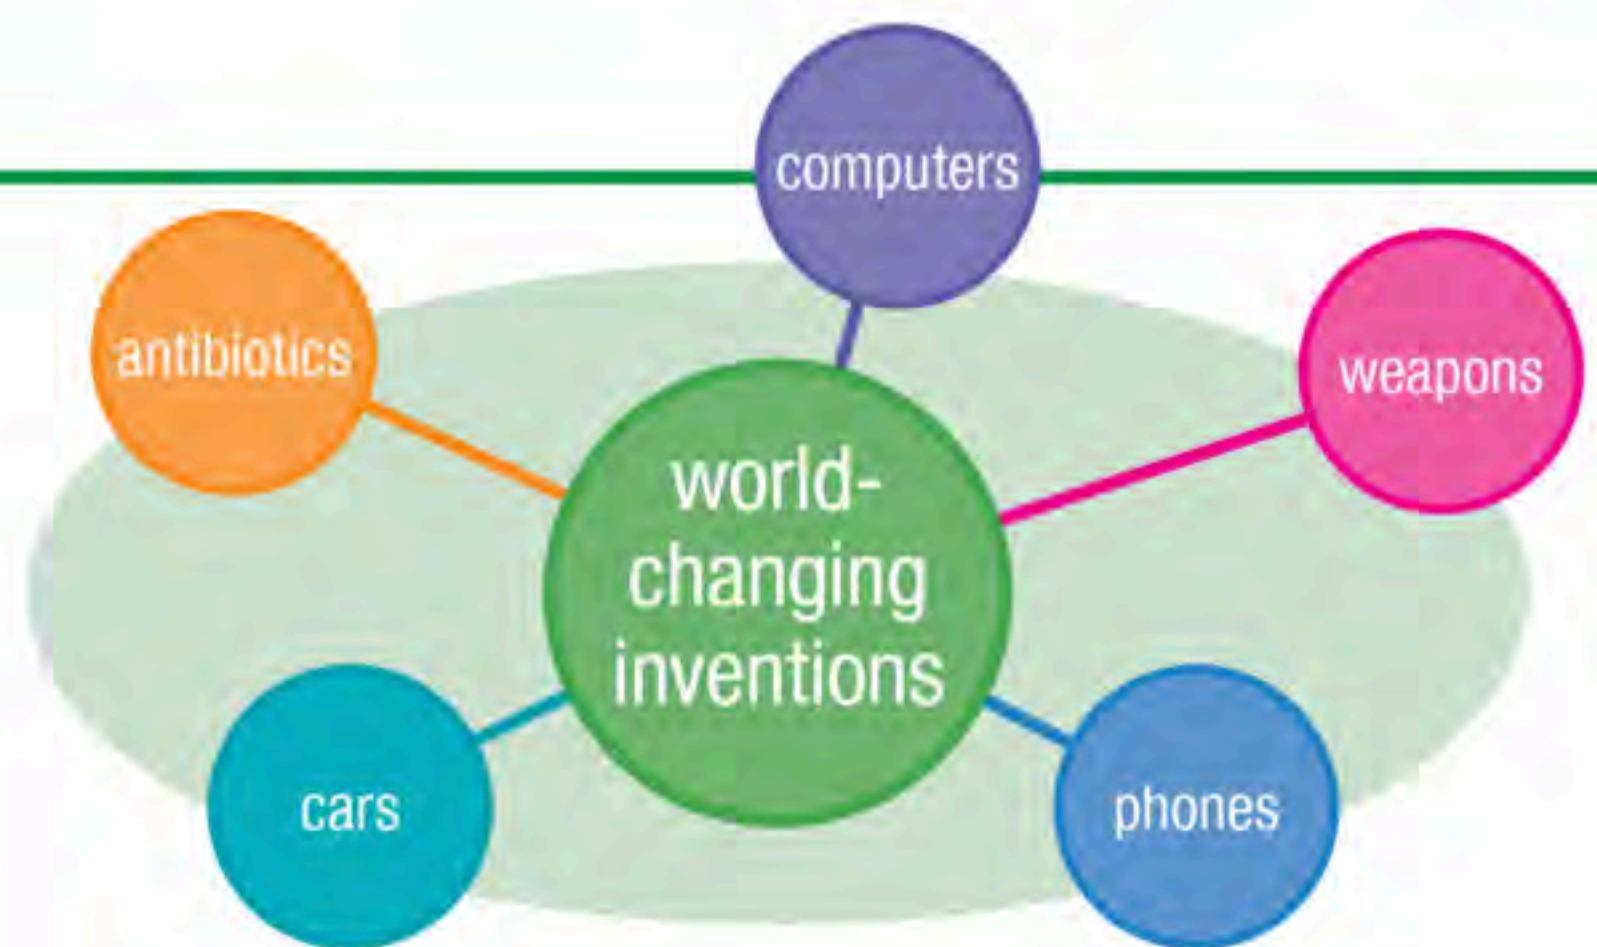 computers
antibiotics
weapons
world-
changing
inventions
cars
phones